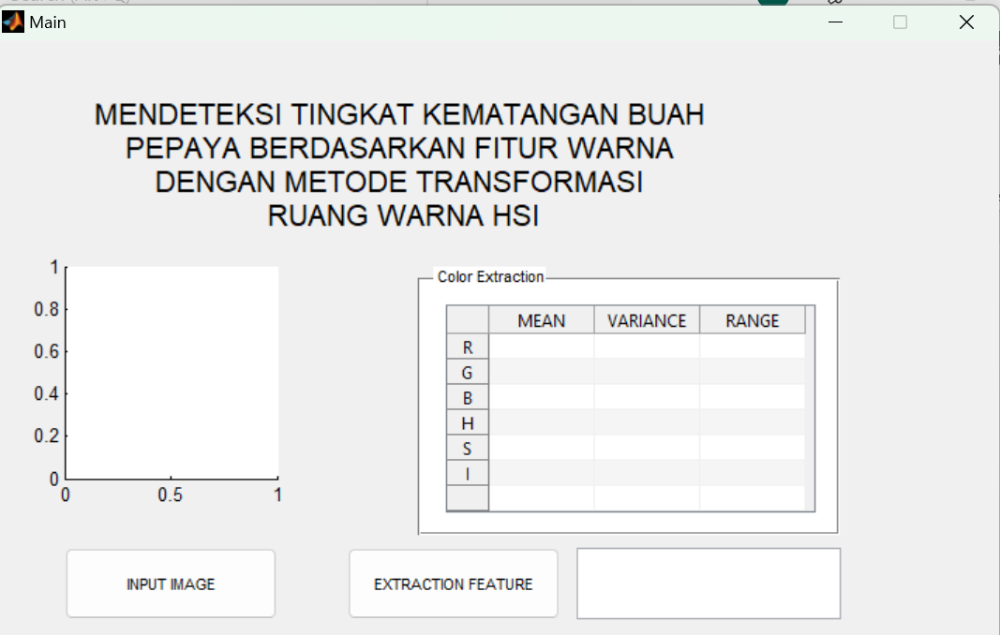 Main
MENDETEKSI TINGKAT KEMATANGAN BUAH
PEPAYA BERDASARKAN FITUR WARNA
DENGAN METODE TRANSFORMASI
RUANG WARNA HSI
1
0.8
0.6
0.4
0.2
0
0 0.5 1
Color Extraction
MEAN VARIANCE RANGE
R
G
B
H
S
I
INPUT IMAGE
EXTRACTION FEATURE